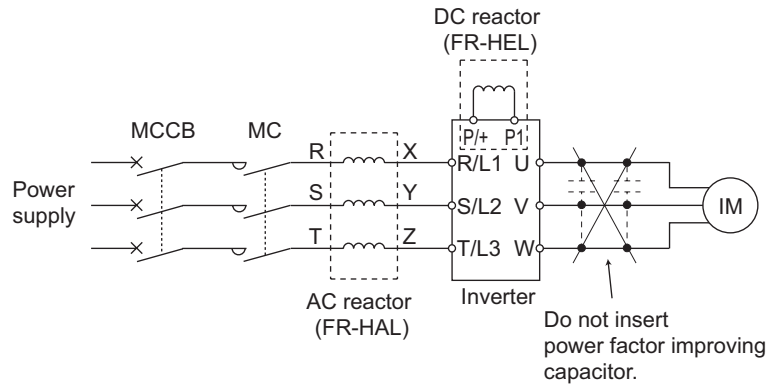 DC reactor
(FR-HEL)
P/+ P1
MCCB MC
R X R/L1 U
Power
supply
S Y S/L2 V IM
T Z T/L3 W
AC reactor
(FR-HAL)
Inverter
Do not insert
power factor improving
capacitor.